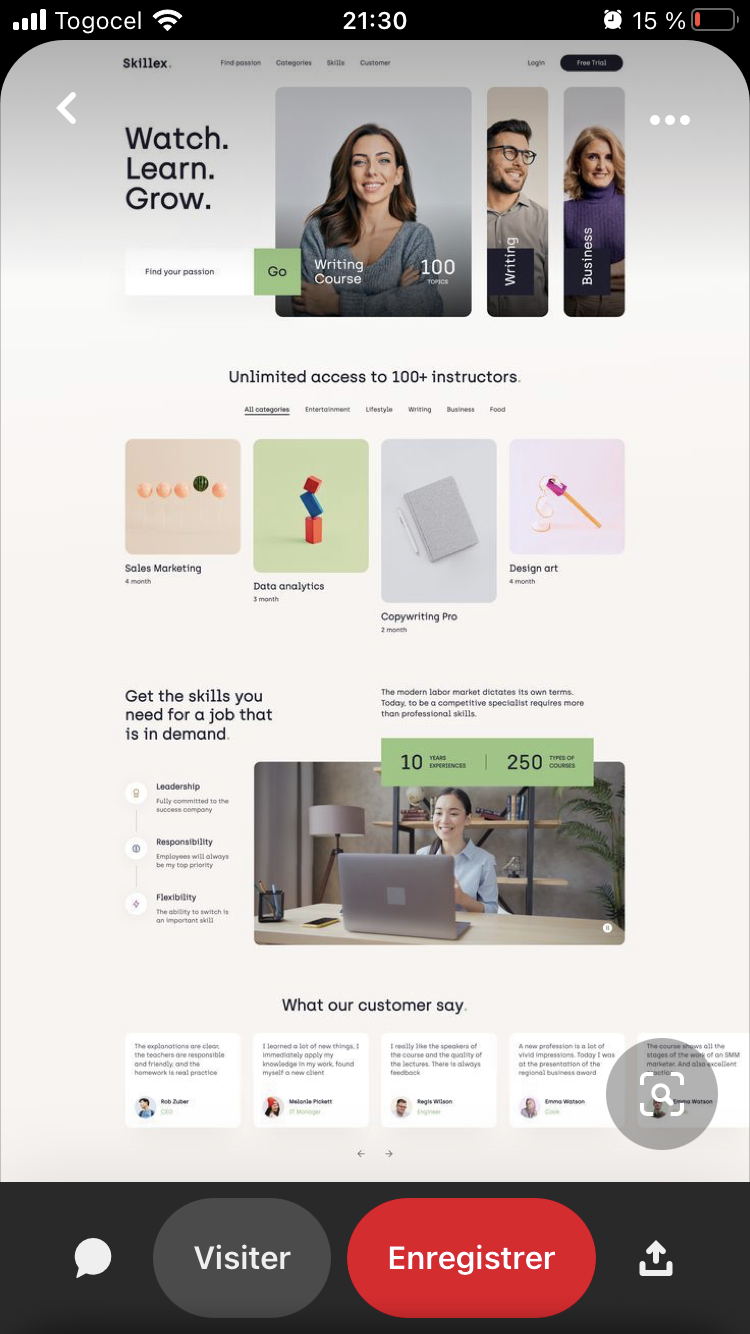 Togocel
21:30
15 %
Skillex.
Find passion
Categories
Skills
Customer
Login
Free Trial
Watch.
Learn.
Grow.
Find your passion
Go
Writing
Course
100
TOPICS
Writing
Business
Unlimited access to 100+ instructors.
All categories
Entertainment
Lifestyle
Writing
Business
Food
Sales Marketing
4 month
Data analytics
3 month
Copywriting Pro
2 month
Design art
4 month
Get the skills you
need for a job that
is in demand.
The modern labor market dictates its own terms.
Today, to be a competitive specialist requires more
than professional skills.
10
YEARS
EXPERIENCES
250
TYPES OF
COURSES
Leadership
Fully committed to the
success company
Responsibility
Employees will always
be my top priority
Flexibility
The ability to switch is
an important skill
What our customer say.
The explanations are clear,
the teachers are responsible
and friendly, and the
homework is real practice
Rob Zuber
CEO
I learned a lot of new things, I
immediately apply my
knowledge in my work, found
myself a new client
Melanie Pickett
IT Manager
I really like the speakers of
the course and the quality of
the lectures. There is always
feedback
Regis Wilson
Engineer
A new profession is a lot of
vivid impressions. Today I was
at the presentation of the
regional business award
Emma Watson
Cook
The course shows all the
stages of the work of an SMM
marketer. And also excellent
Emma Watson
Visiter
Enregistrer